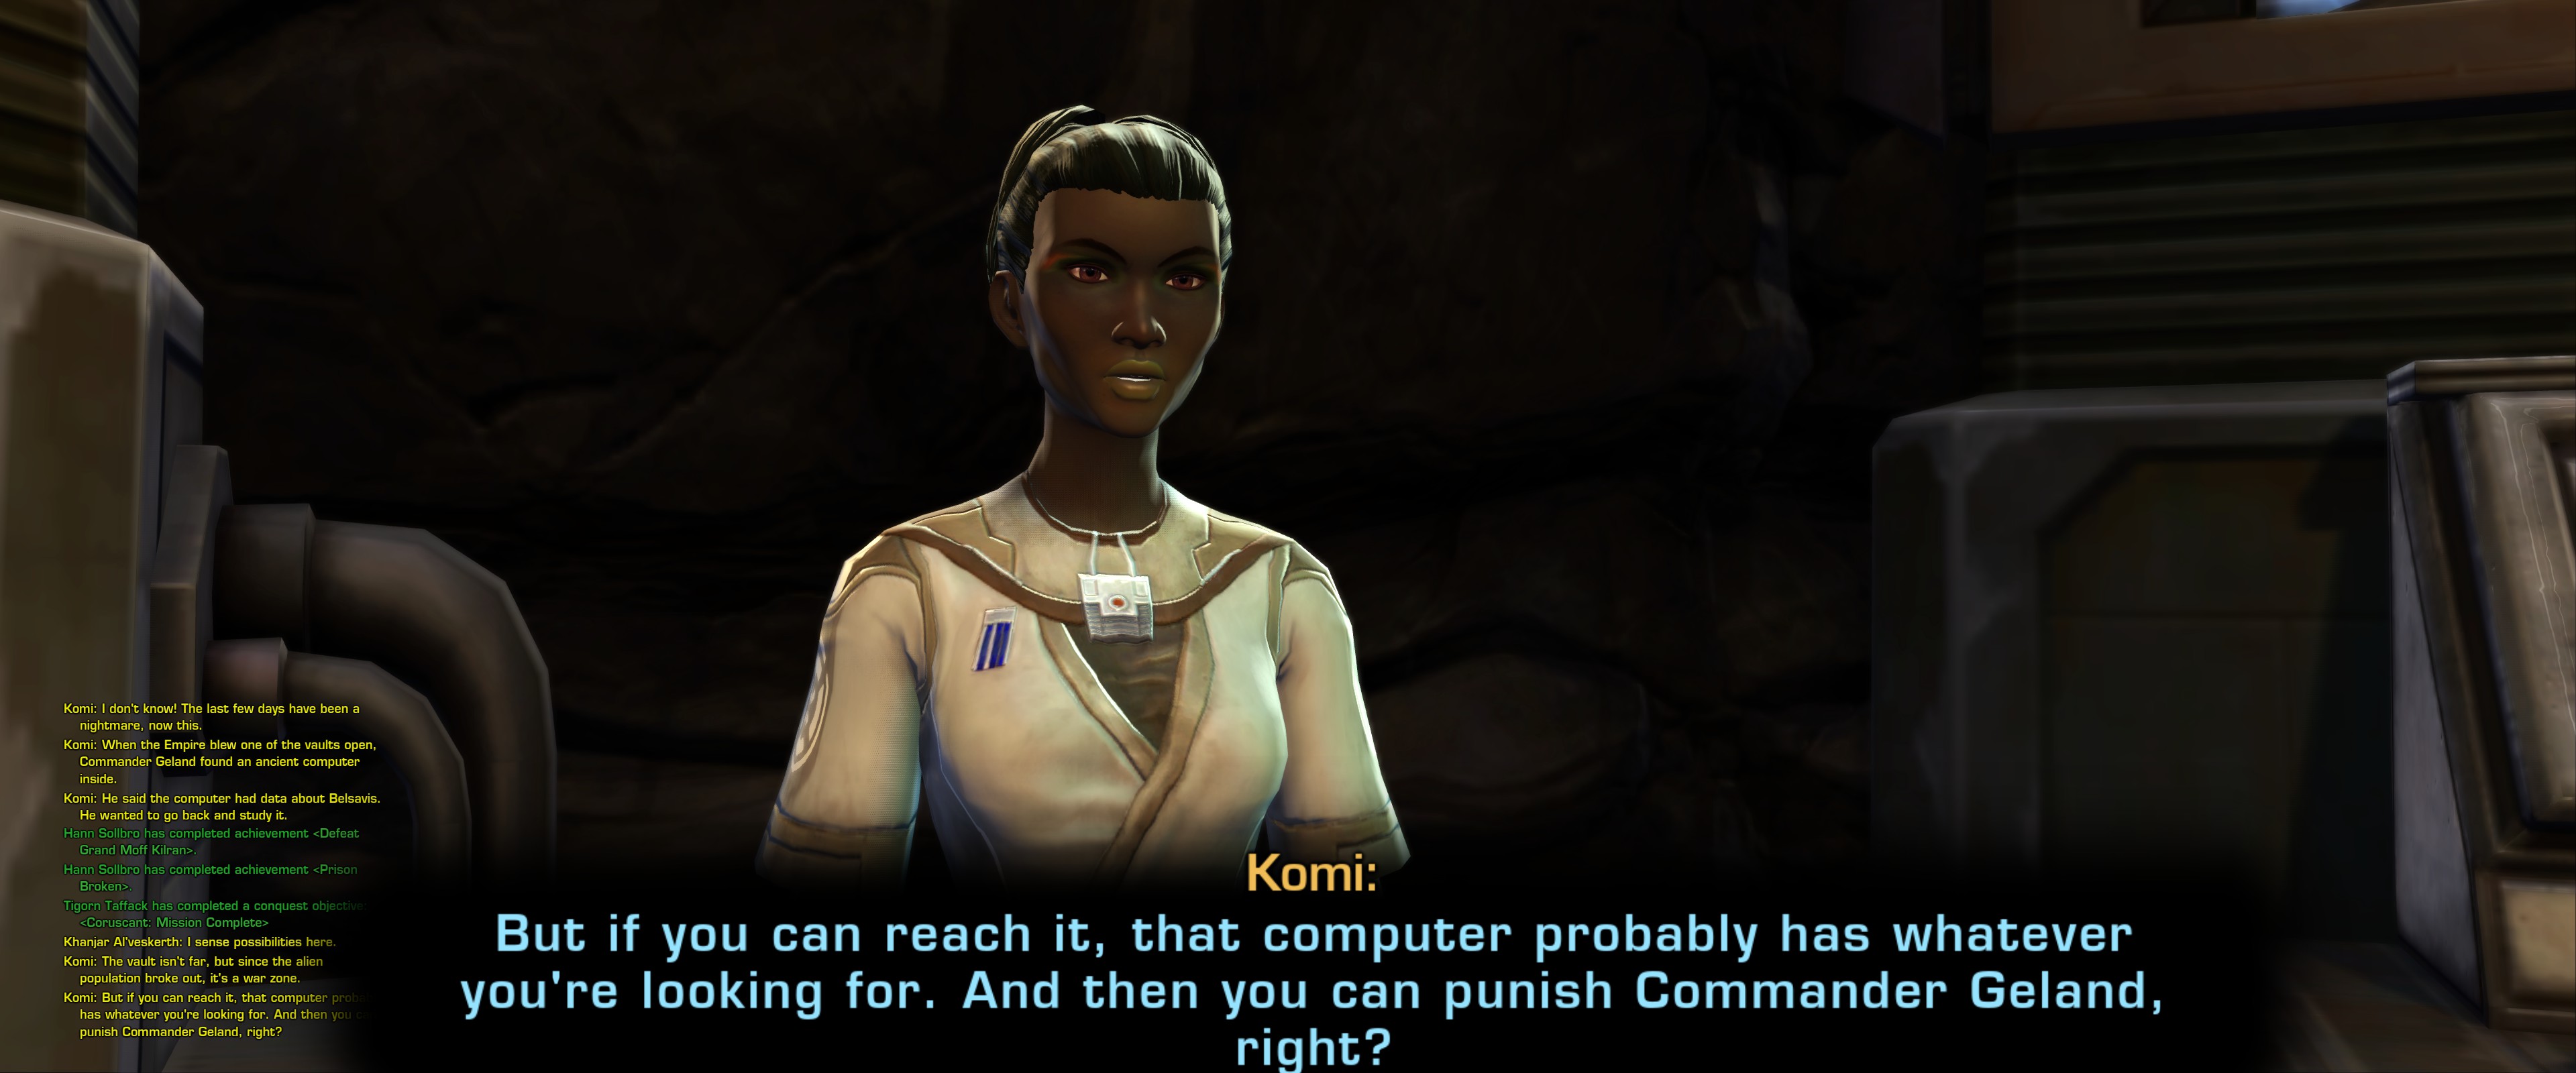 Komi: I don't know! The last few days have been a
nightmare, now this.
Komi: When the Empire blew one of the vaults open,
Commander Geland found an ancient computer
inside.
Komi: He said the computer had data about Belsavis.
He wanted to go back and study it.
Hann Sollbro has completed achievement <Defeat
Grand Moff Kilran>.
Hann Sollbro has completed achievement <Prison
Broken>.
Tigorn Taffack has completed a conquest objective:
<Coruscant: Mission Complete>
Khanjar Al'veskerth: I sense possibilities here.
Komi: The vault isn't far, but since the alien
population broke out, it's a war zone.
Komi: But if you can reach it, that computer probably
has whatever you're looking for. And then you can
punish Commander Geland, right?
Komi:
But if you can reach it, that computer probably has whatever
you're looking for. And then you can punish Commander Geland,
right?